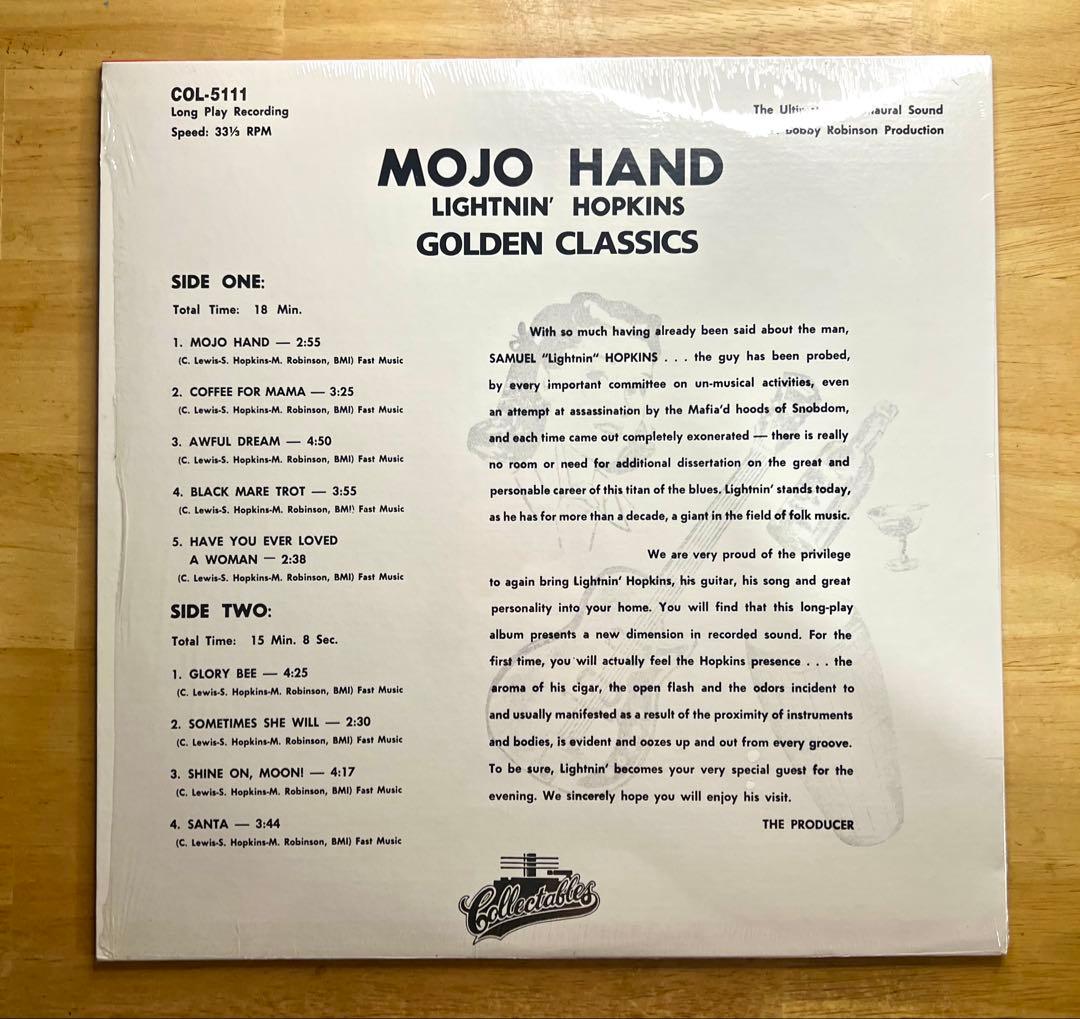 COL-5111
Long Play Recording
Speed: 33⅓ RPM
The Sound
Bobby Robinson Production
MOJO HAND
LIGHTNIN' HOPKINS
GOLDEN CLASSICS
SIDE ONE:
Total Time: 18 Min.
1. MOJO HAND — 2:55
(C. Lewis-S. Hopkins-M. Robinson, BMI) Fast Music
2. COFFEE FOR MAMA — 3:25
(C. Lewis-S. Hopkins-M. Robinson, BMI) Fast Music
3. AWFUL DREAM — 4:50
(C. Lewis-S. Hopkins-M. Robinson, BMI) Fast Music
4. BLACK MARE TROT — 3:55
(C. Lewis-S. Hopkins-M. Robinson, BMI) Fast Music
5. HAVE YOU EVER LOVED
A WOMAN — 2:38
(C. Lewis-S. Hopkins-M. Robinson, BMI) Fast Music
SIDE TWO:
Total Time: 15 Min. 8 Sec.
1. GLORY BEE — 4:25
(C. Lewis-S. Hopkins-M. Robinson, BMI) Fast Music
2. SOMETIMES SHE WILL — 2:30
(C. Lewis-S. Hopkins-M. Robinson, BMI) Fast Music
3. SHINE ON, MOON! — 4:17
(C. Lewis-S. Hopkins-M. Robinson, BMI) Fast Music
4. SANTA — 3:44
(C. Lewis-S. Hopkins-M. Robinson, BMI) Fast Music
With so much having already been said about the man,
SAMUEL "Lightnin" HOPKINS . . . the guy has been probed,
by every important committee on un-musical activities, even
an attempt at assassination by the Mafia'd hoods of Snobdom,
and each time came out completely exonerated — there is really
no room or need for additional dissertation on the great and
personable career of this titan of the blues. Lightnin' stands today,
as he has for more than a decade, a giant in the field of folk music.
We are very proud of the privilege
to again bring Lightnin' Hopkins, his guitar, his song and great
personality into your home. You will find that this long-play
album presents a new dimension in recorded sound. For the
first time, you will actually feel the Hopkins presence . . . the
aroma of his cigar, the open flash and the odors incident to
and usually manifested as a result of the proximity of instruments
and bodies, is evident and oozes up and out from every groove.
To be sure, Lightnin' becomes your very special guest for the
evening. We sincerely hope you will enjoy his visit.
THE PRODUCER
Collectables